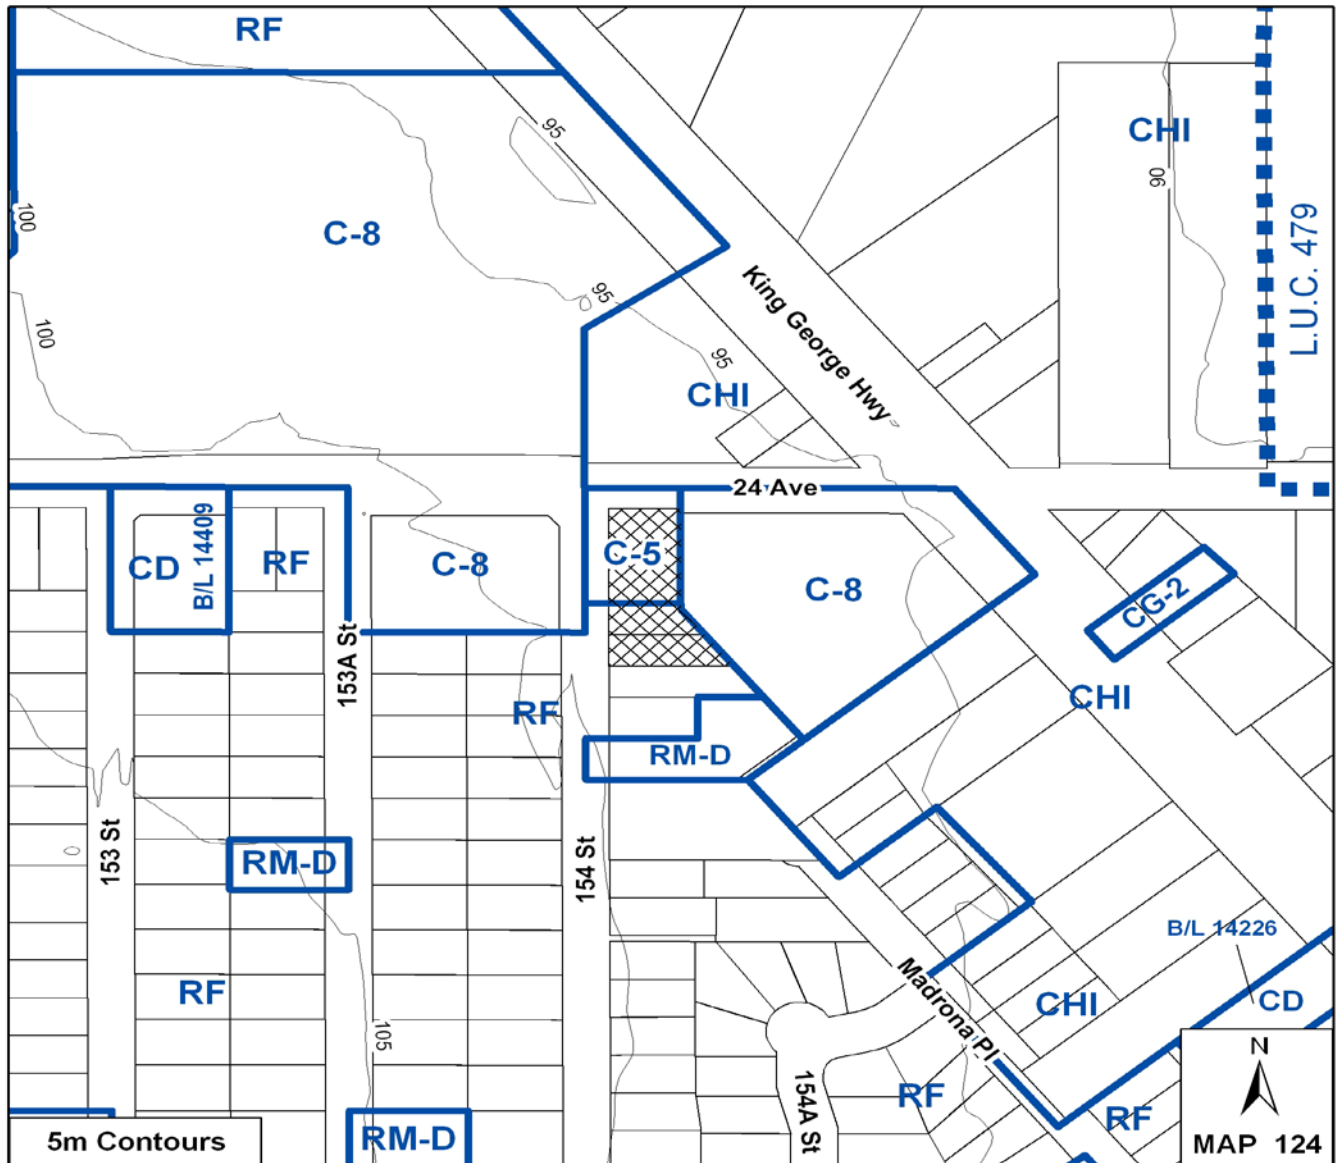 RF
95
CHI
90
100
C-8
L.U.C. 479
95
King George Hwy
100
95
CHI
24 Ave
CD
B/L 14409
RF
C-8
C-5
C-8
CG-2
153A St
RF
CHI
RM-D
153 St
RM-D
154 St
B/L 14226
RF
Madrona Pl
CHI
CD
105
154A St
RF
RF
N
5m Contours
RM-D
MAP 124